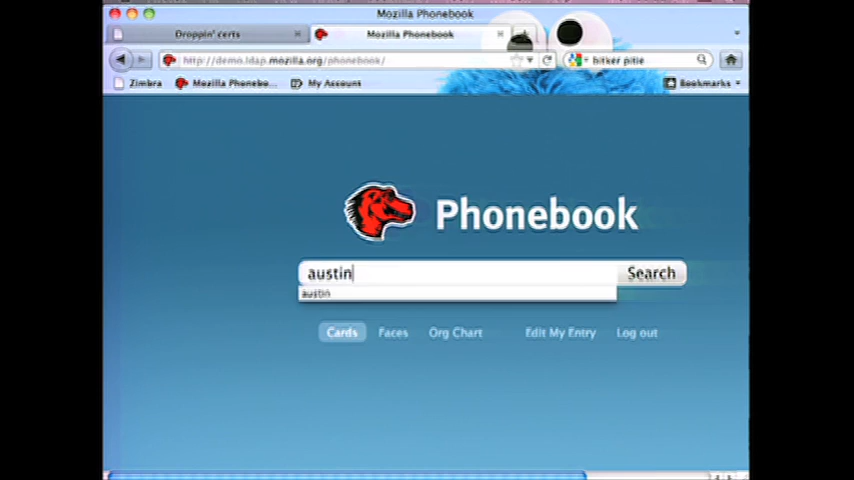 Mozilla Phonebook
Droppin' certs
Mozilla Phonebook
http://demo.ldap.mozilla.org/phonebook/
bitker pitie
Zimbra
Mozilla Phonebo...
My Accounts
Bookmarks
Phonebook
austin
Search
austin
Cards Faces Org Chart Edit My Entry Log out